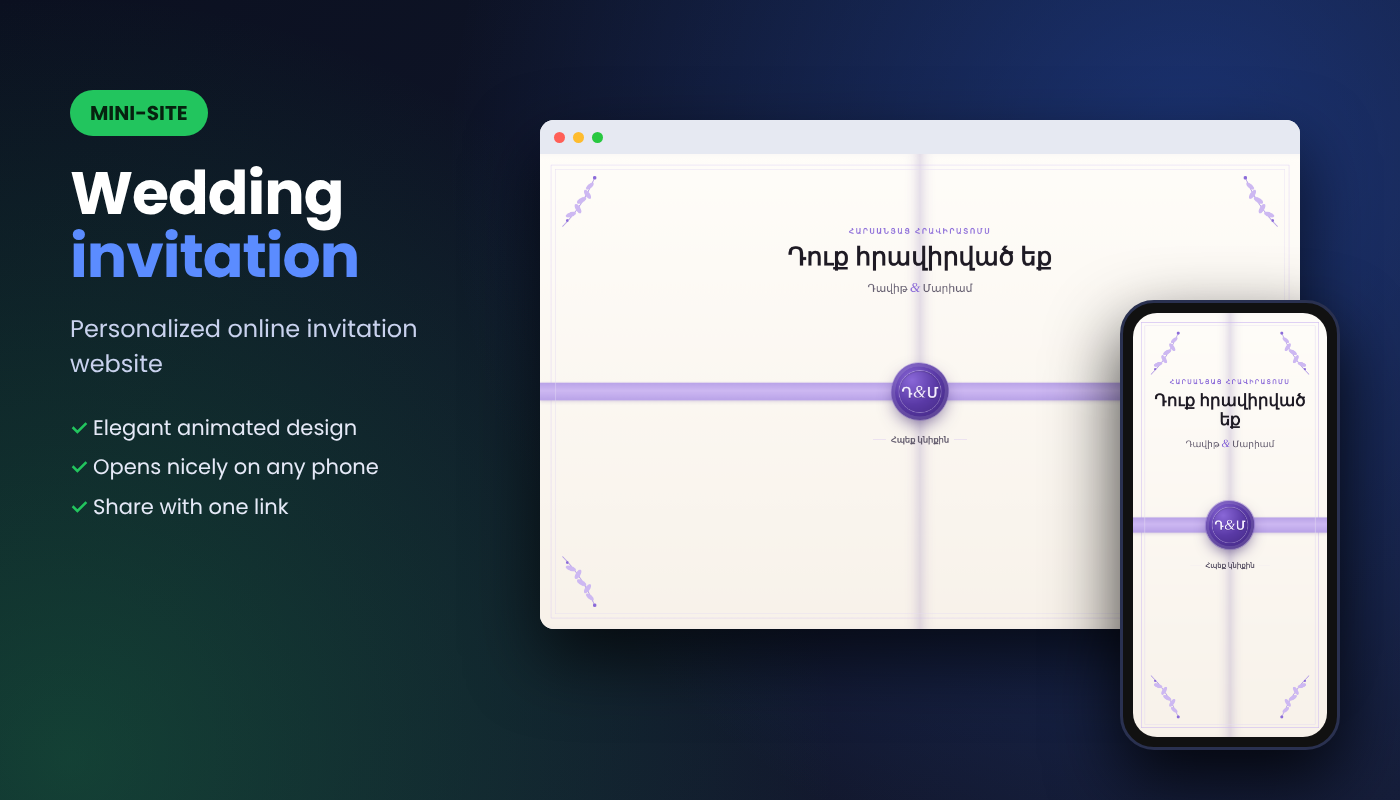 MINI-SITE
Wedding
invitation
Personalized online invitation
website
Elegant animated design
Opens nicely on any phone
Share with one link
ՀԱՐՍԱՆՅԱՑ ՀՐԱՎԻՐԱՏՈՄՍ
Դուք հրավիրված եք
Դավիթ & Մարիամ
Դ&Մ
Հպեք կնիքին
ՀԱՐՍԱՆՅԱՑ ՀՐԱՎԻՐԱՏՈՄՍ
Դուք հրավիրված
եք
Դավիթ & Մարիամ
Դ&Մ
Հպեք կնիքին